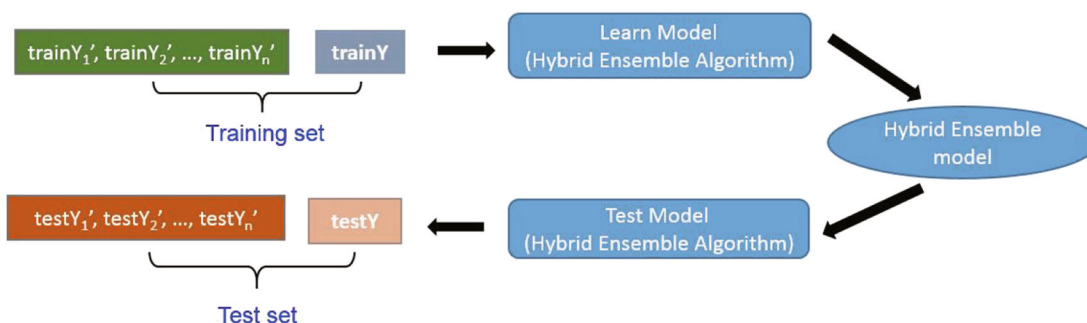 trainY₁′, trainY₂′, ..., trainYₙ′
trainY
Learn Model
(Hybrid Ensemble Algorithm)
Training set
Hybrid Ensemble
model
testY₁′, testY₂′, ..., testYₙ′
testY
Test Model
(Hybrid Ensemble Algorithm)
Test set